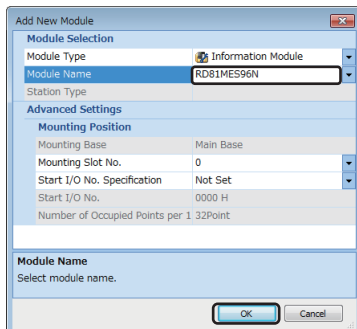 Add New Module
Module Selection
Module Type Information Module
Module Name RD81MES96N
Station Type
Advanced Settings
Mounting Position
Mounting Base Main Base
Mounting Slot No. 0
Start I/O No. Specification Not Set
Start I/O No. 0000 H
Number of Occupied Points per 1 32Point
Module Name
Select module name.
OK Cancel